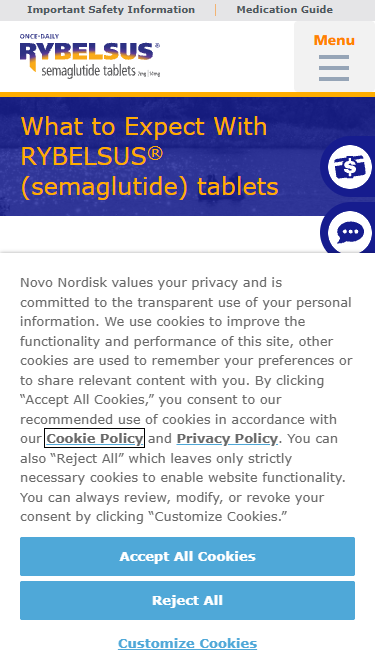 Important Safety Information
Medication Guide
ONCE-DAILY
RYBELSUS®
semaglutide tablets 7mg | 14mg
Menu
What to Expect With
RYBELSUS®
(semaglutide) tablets
$
Novo Nordisk values your privacy and is
committed to the transparent use of your personal
information. We use cookies to improve the
functionality and performance of this site, other
cookies are used to remember your preferences or
to share relevant content with you. By clicking
“Accept All Cookies,” you consent to our
recommended use of cookies in accordance with
our Cookie Policy and Privacy Policy. You can
also “Reject All” which leaves only strictly
necessary cookies to enable website functionality.
You can always review, modify, or revoke your
consent by clicking “Customize Cookies.”
Accept All Cookies
Reject All
Customize Cookies